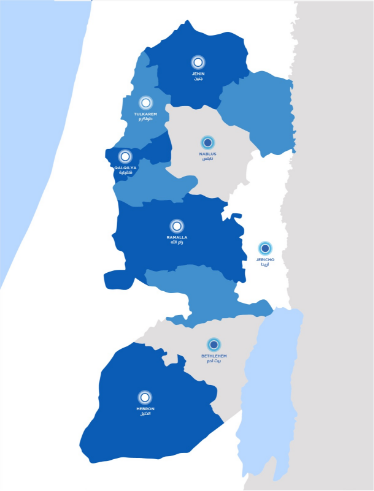 JENIN
جنين
TULKAREM
طولكرم
NABLUS
نابلس
QALQILYA
قلقيلية
RAMALLA
رام الله
JERICHO
أريحا
BETHLEHEM
بيت لحم
HEBRON
الخليل